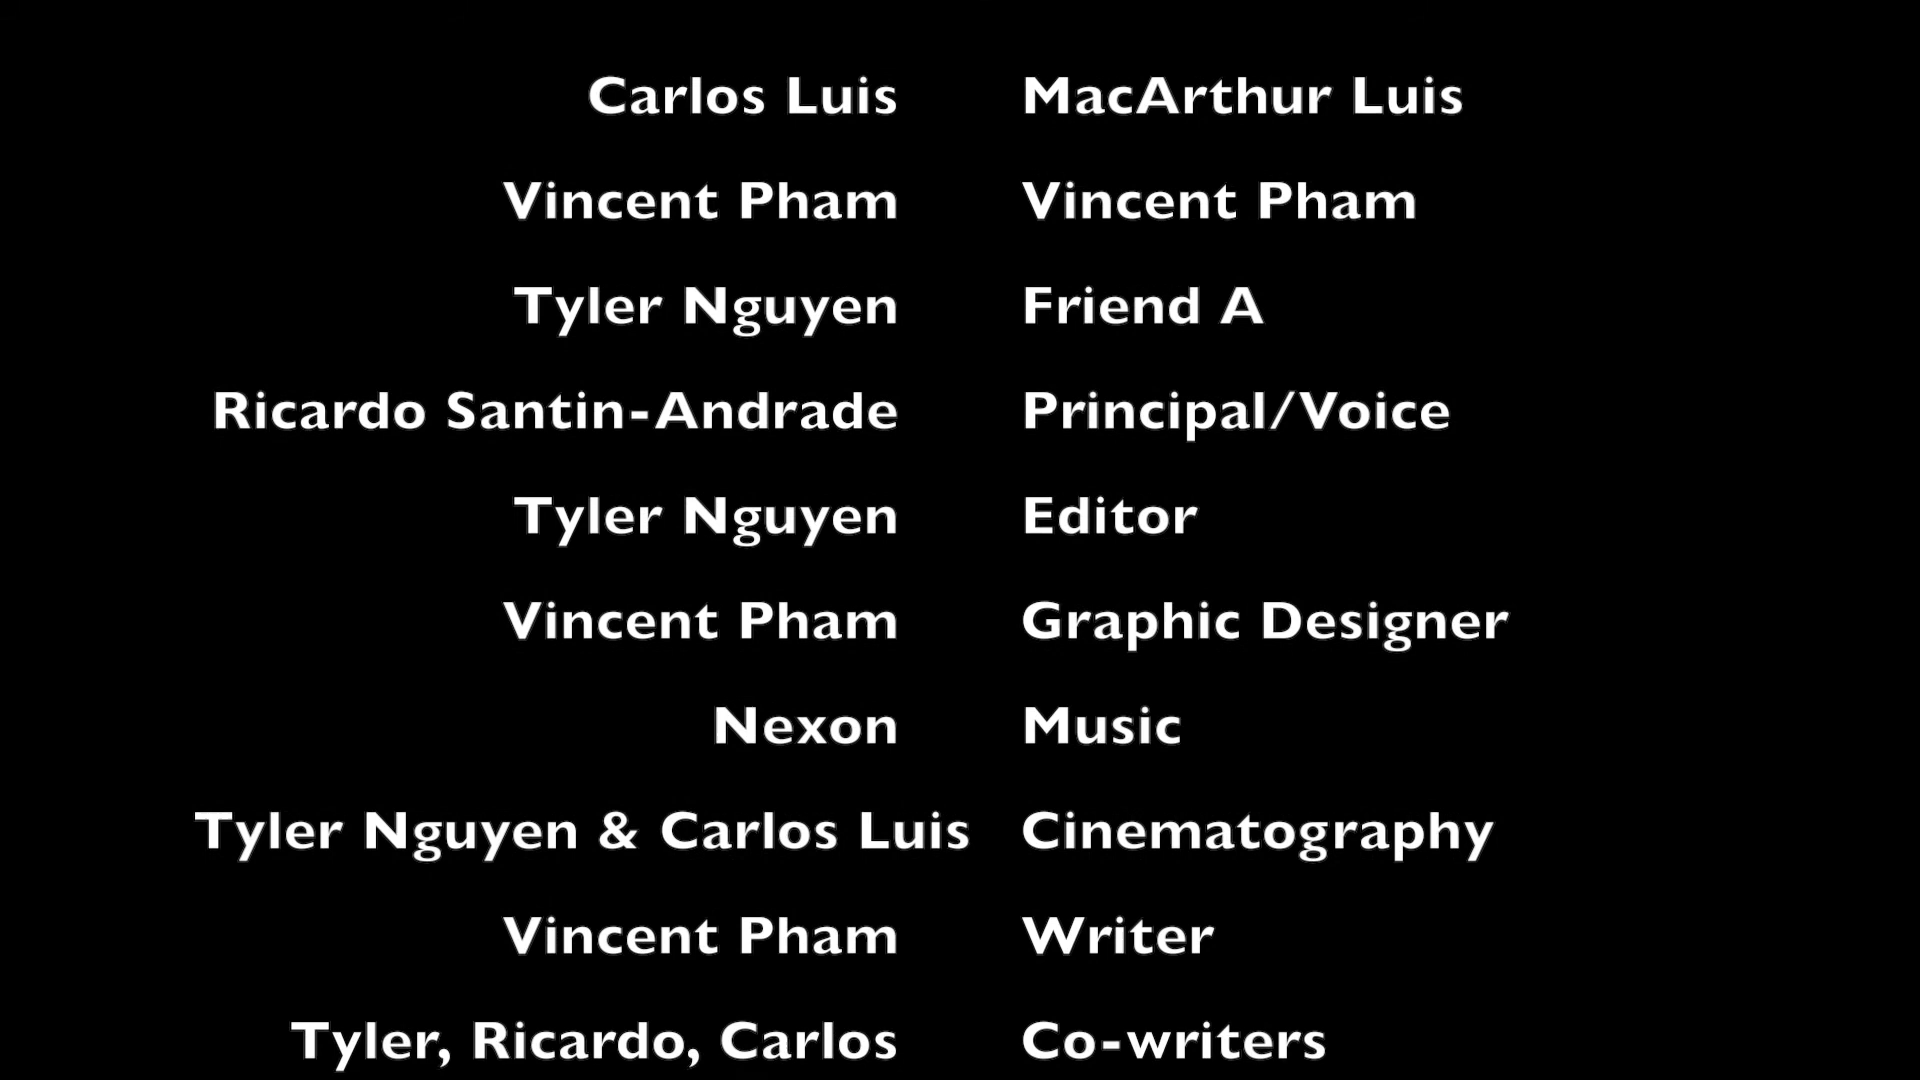 Carlos Luis MacArthur Luis
Vincent Pham Vincent Pham
Tyler Nguyen Friend A
Ricardo Santin-Andrade Principal/Voice
Tyler Nguyen Editor
Vincent Pham Graphic Designer
Nexon Music
Tyler Nguyen & Carlos Luis Cinematography
Vincent Pham Writer
Tyler, Ricardo, Carlos Co-writers